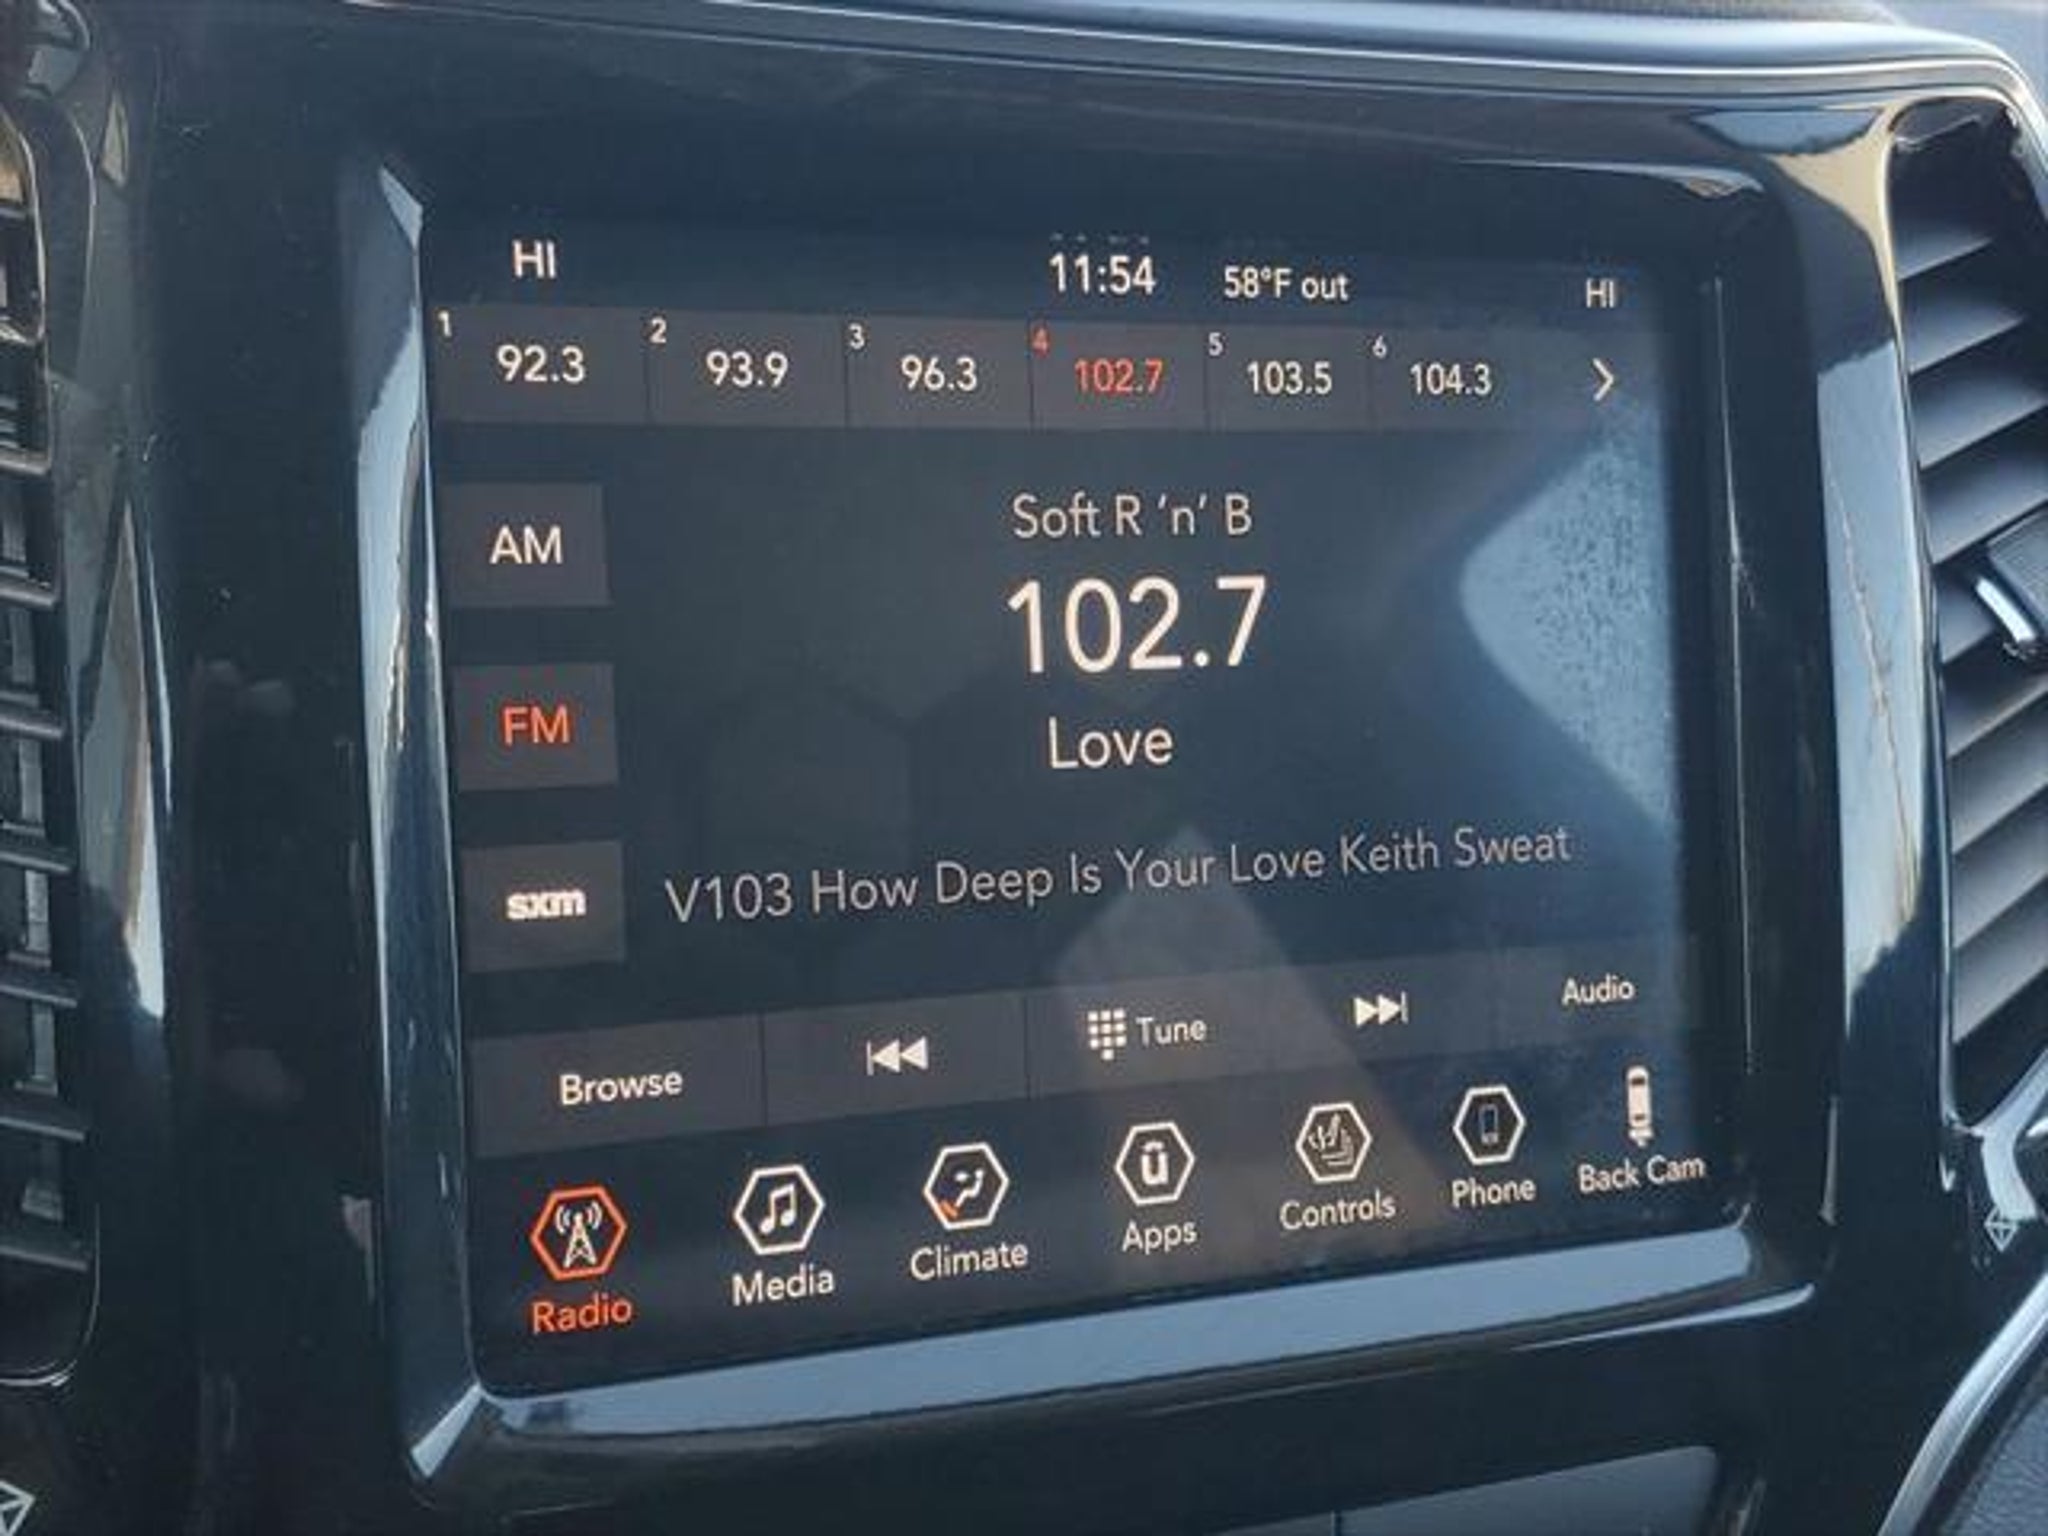 HI 11:54 58°F out HI
1 92.3 2 93.9 3 96.3 4 102.7 5 103.5 6 104.3
AM
Soft R ‘n’ B
102.7
FM
Love
sxm
V103 How Deep Is Your Love Keith Sweat
Browse Tune Audio
Radio Media Climate Apps Controls Phone Back Cam